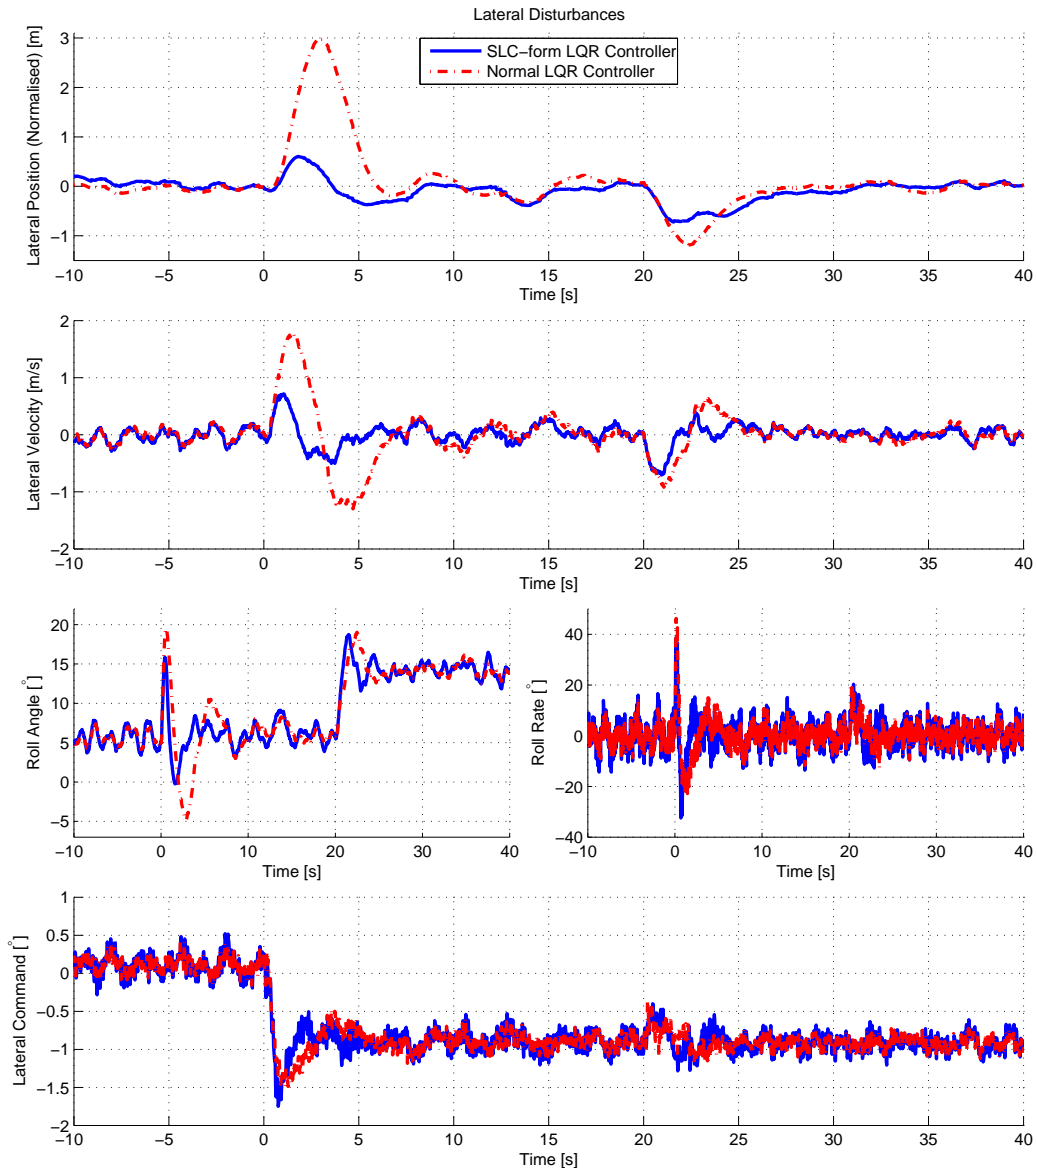 Lateral Disturbances
SLC−form LQR Controller
Normal LQR Controller
Lateral Position (Normalised) [m]
3
2
1
0
−1
−10 −5 0 5 10 15 20 25 30 35 40
Time [s]
Lateral Velocity [m/s]
2
1
0
−1
−2
−10 −5 0 5 10 15 20 25 30 35 40
Time [s]
Roll Angle [°]
20
15
10
5
0
−5
−10 0 10 20 30 40
Time [s]
Roll Rate [°]
40
20
0
−20
−40
−10 0 10 20 30 40
Time [s]
Lateral Command [°]
1
0.5
0
−0.5
−1
−1.5
−2
−10 −5 0 5 10 15 20 25 30 35 40
Time [s]